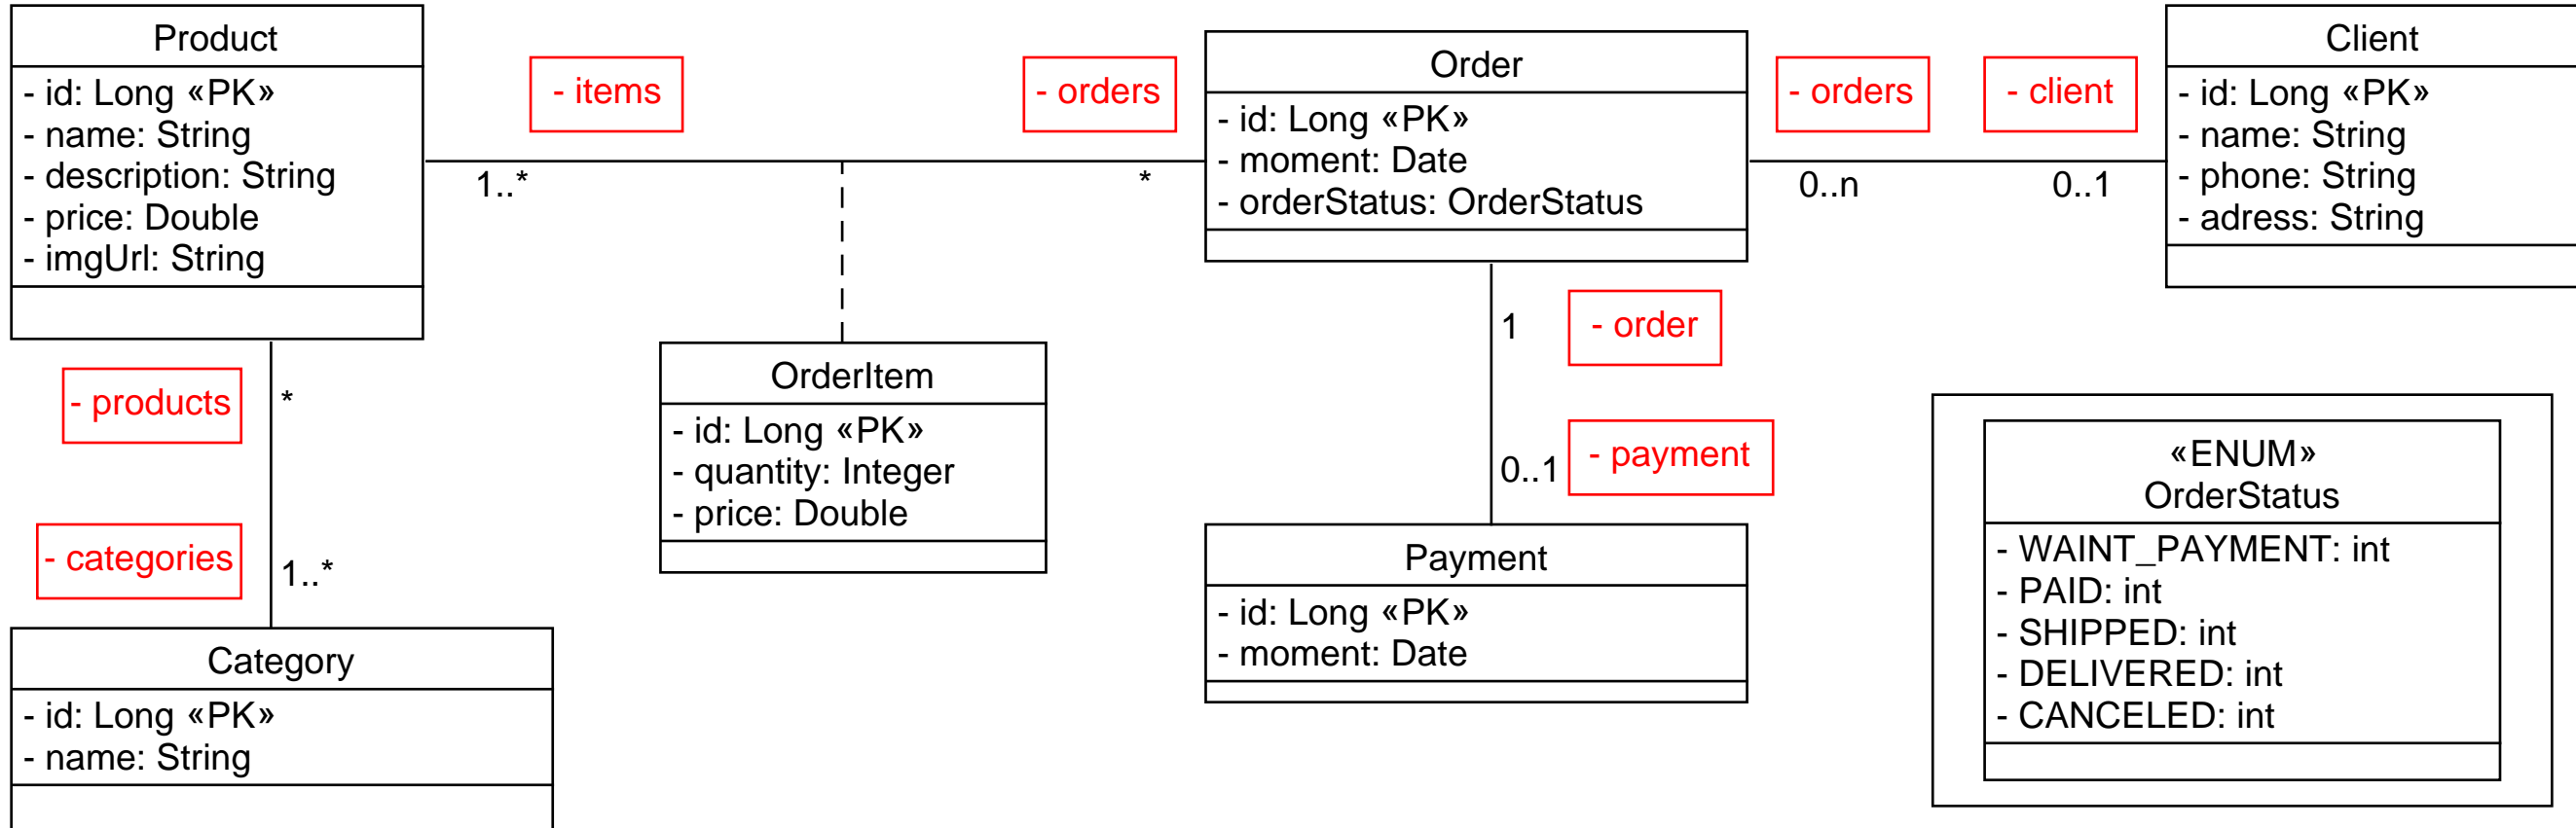 Product
- id: Long «PK»
- name: String
- description: String
- price: Double
- imgUrl: String
- items
1..*
- orders
*
Order
- id: Long «PK»
- moment: Date
- orderStatus: OrderStatus
- orders
0..n
- client
0..1
Client
- id: Long «PK»
- name: String
- phone: String
- adress: String
- products
*
- categories
1..*
Category
- id: Long «PK»
- name: String
OrderItem
- id: Long «PK»
- quantity: Integer
- price: Double
1
- order
0..1
- payment
Payment
- id: Long «PK»
- moment: Date
«ENUM»
OrderStatus
- WAINT_PAYMENT: int
- PAID: int
- SHIPPED: int
- DELIVERED: int
- CANCELED: int